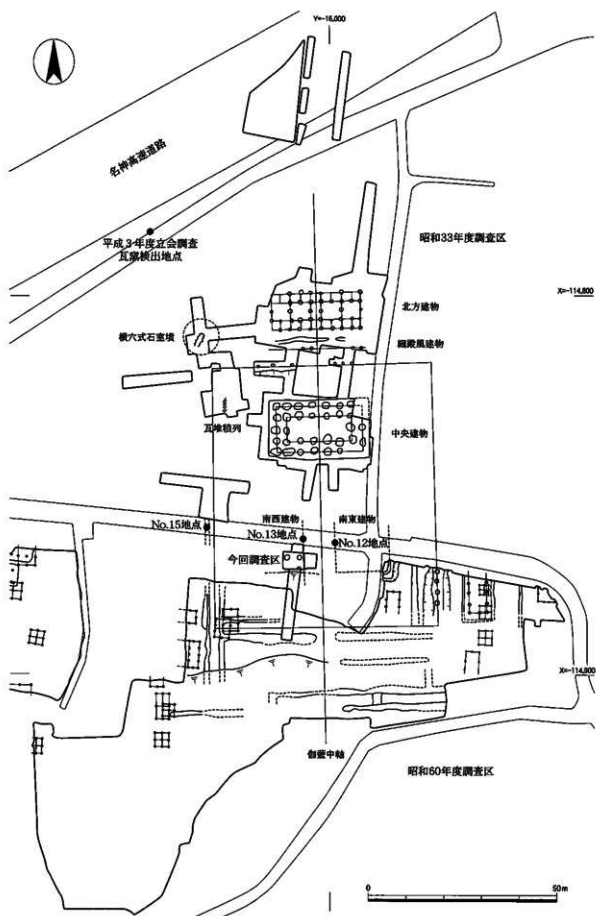 Y=-16,000
名神高速道路
平成3年度立会調査
瓦窯検出地点
昭和33年度調査区
X=-114,800
北方建物
横穴式石室墳
細殿風建物
瓦堆積列
中央建物
No.15地点
南西建物
南東建物
No.13地点
No.12地点
今回調査区
X=-114,900
伽藍中軸
昭和60年度調査区
0
50m